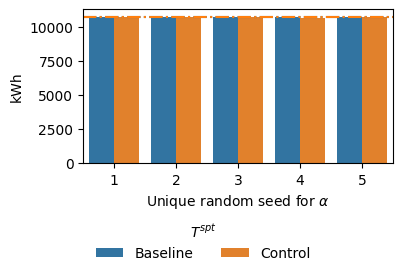 kWh
10000
7500
5000
2500
0
1 2 3 4 5
Unique random seed for α
T^{spt}
Baseline Control